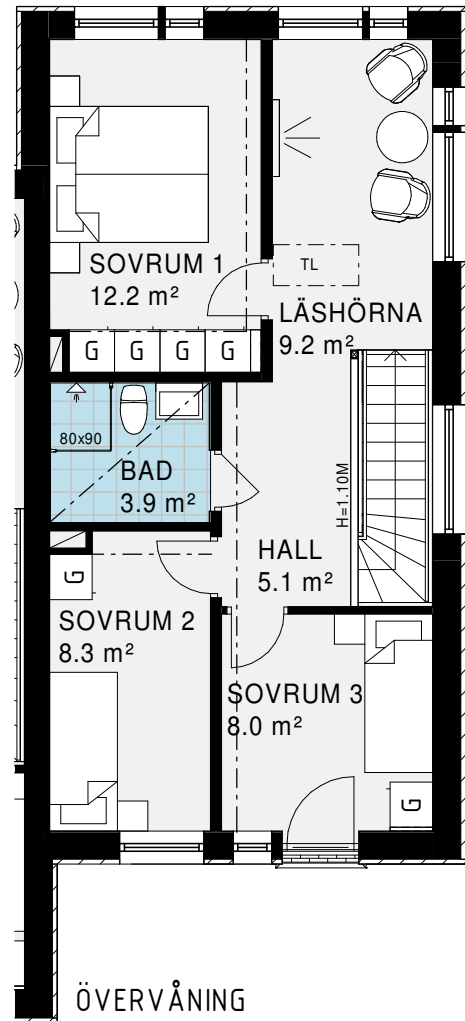 SOVRUM 1
12.2 m²
TL
LÄSHÖRNA
9.2 m²
G G G G
80x90
BAD
3.9 m²
H=1.10M
HALL
5.1 m²
G
SOVRUM 2
8.3 m²
SOVRUM 3
8.0 m²
G
ÖVERVÅNING